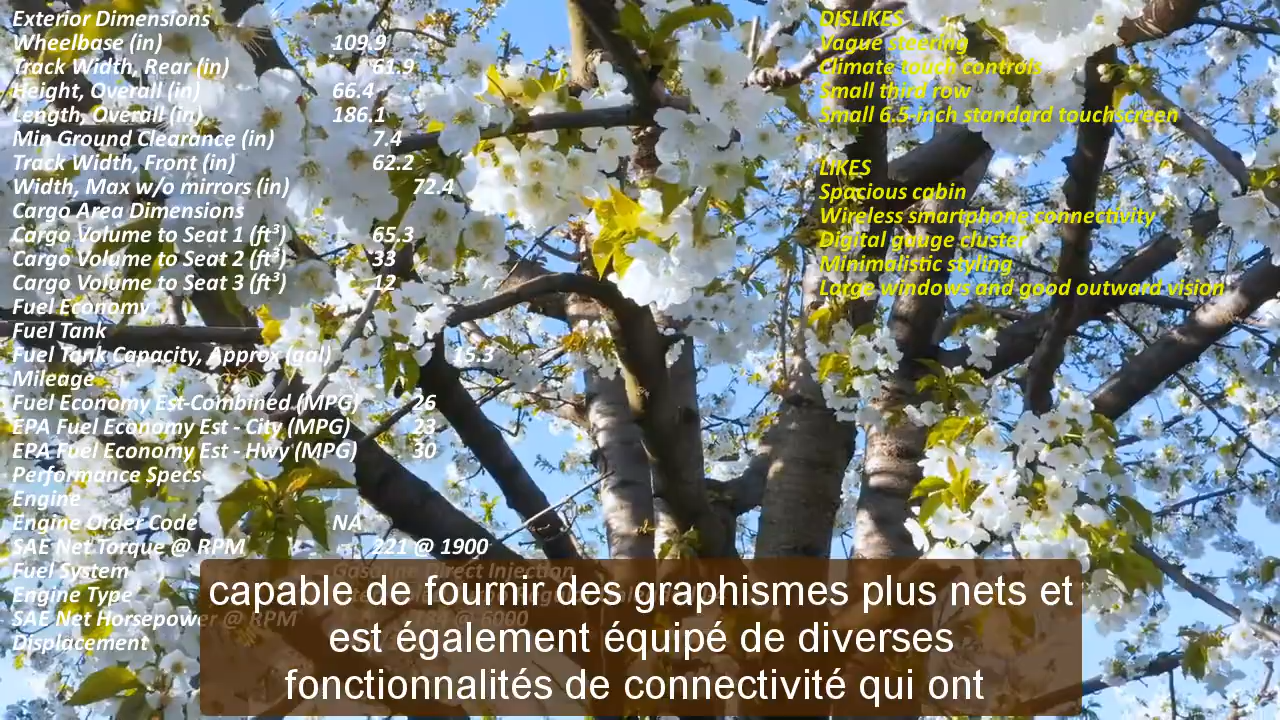 Exterior Dimensions
Wheelbase (in) 109.9
Track Width, Rear (in) 61.9
Height, Overall (in) 66.4
Length, Overall (in) 186.1
Min Ground Clearance (in) 7.4
Track Width, Front (in) 62.2
Width, Max w/o mirrors (in) 72.4
Cargo Area Dimensions
Cargo Volume to Seat 1 (ft³) 65.3
Cargo Volume to Seat 2 (ft³) 33
Cargo Volume to Seat 3 (ft³) 12
Fuel Economy
Fuel Tank
Fuel Tank Capacity, Approx (gal) 15.3
Mileage
Fuel Economy Est-Combined (MPG) 26
EPA Fuel Economy Est - City (MPG) 23
EPA Fuel Economy Est - Hwy (MPG) 30
Performance Specs
Engine
Engine Order Code NA
SAE Net Torque @ RPM 221 @ 1900
Fuel System Gasoline Direct Injection
Engine Type
SAE Net Horsepower @ RPM 184 @ 6000
Displacement
DISLIKES
Vague steering
Climate touch controls
Small third row
Small 6.5-inch standard touchscreen
LIKES
Spacious cabin
Wireless smartphone connectivity
Digital gauge cluster
Minimalistic styling
Large windows and good outward vision
capable de fournir des graphismes plus nets et
est également équipé de diverses
fonctionnalités de connectivité qui ont